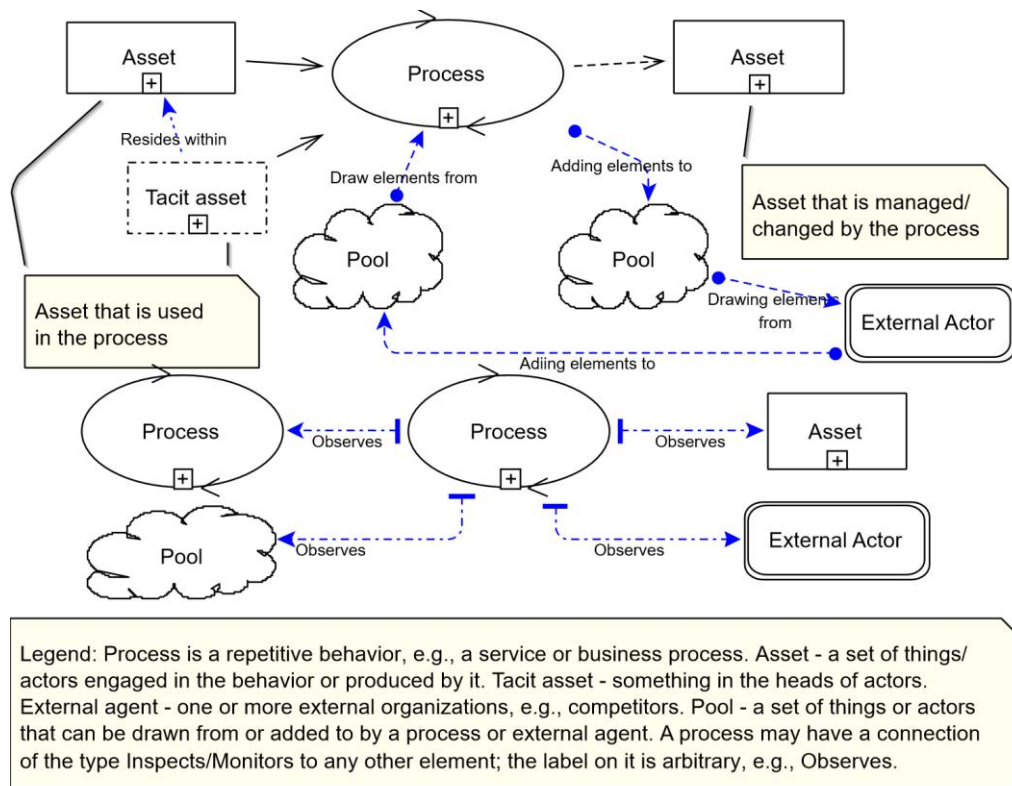 Asset
Process
Asset
Resides within
Tacit asset
Draw elements from
Adding elements to
Asset that is managed/
changed by the process
Pool
Pool
Asset that is used
in the process
Drawing elements
from
External Actor
Adiing elements to
Process
Observes
Process
Observes
Asset
Pool
Observes
Observes
External Actor
Legend: Process is a repetitive behavior, e.g., a service or business process. Asset - a set of things/
actors engaged in the behavior or produced by it. Tacit asset - something in the heads of actors.
External agent - one or more external organizations, e.g., competitors. Pool - a set of things or actors
that can be drawn from or added to by a process or external agent. A process may have a connection
of the type Inspects/Monitors to any other element; the label on it is arbitrary, e.g., Observes.